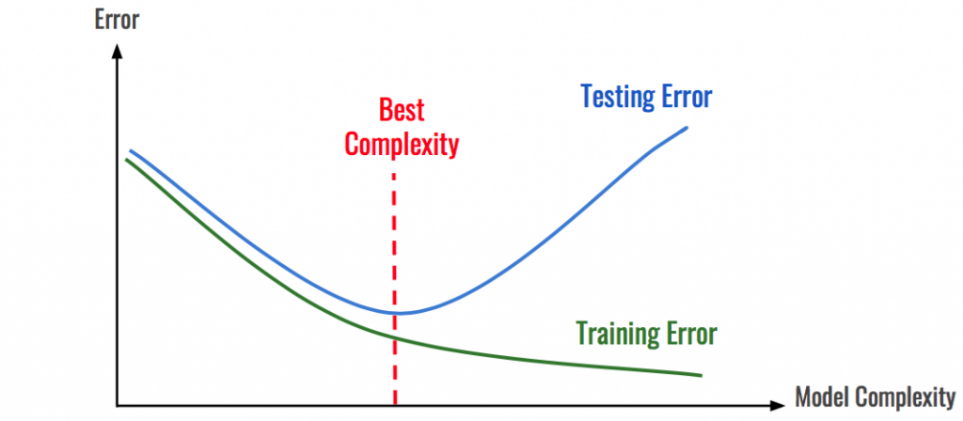 Error
Testing Error
Best
Complexity
Training Error
Model Complexity